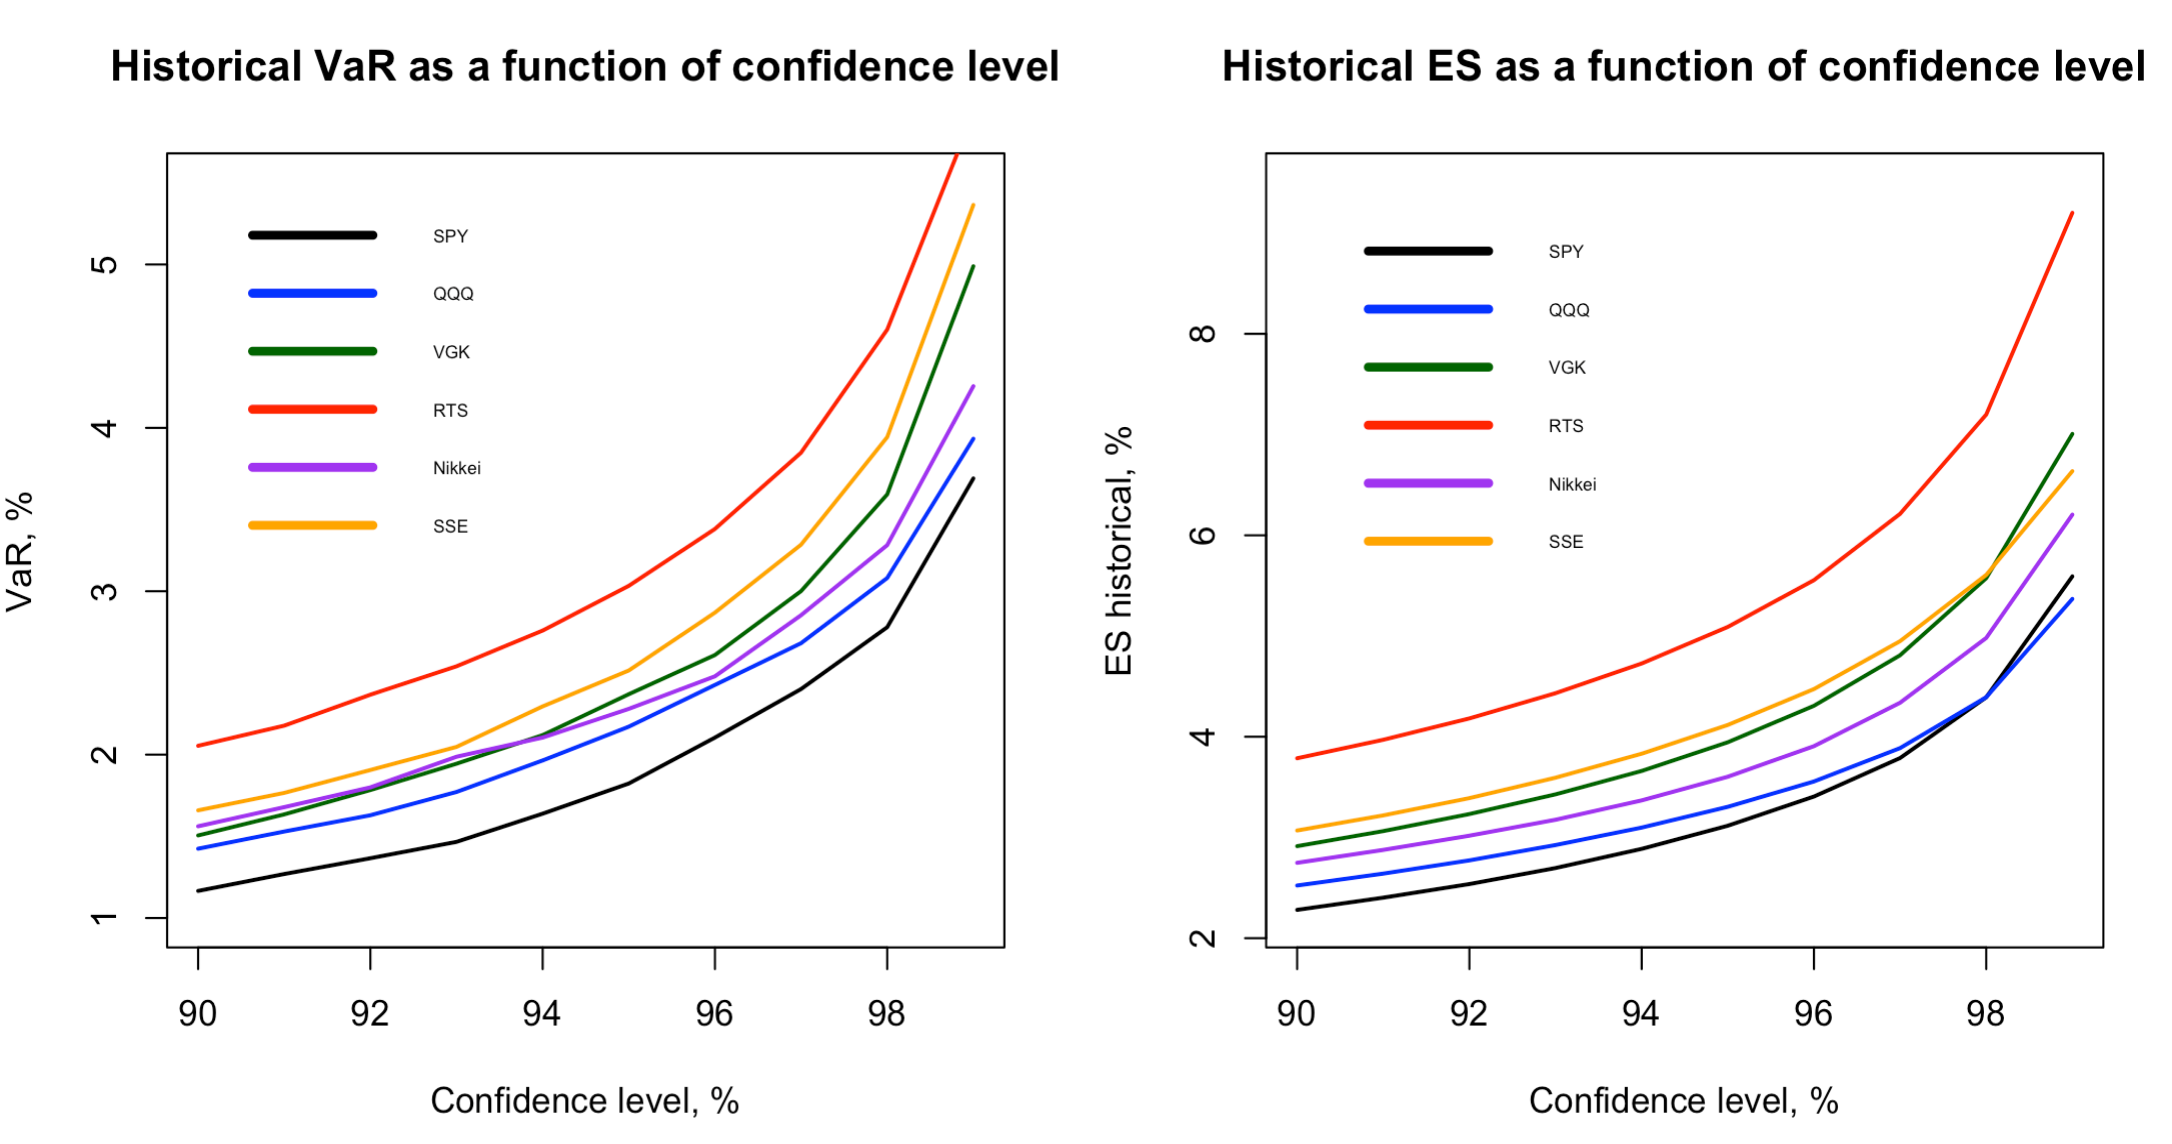 Historical VaR as a function of confidence level
VaR, %
5
4
3
2
1
SPY
QQQ
VGK
RTS
Nikkei
SSE
90 92 94 96 98
Confidence level, %
Historical ES as a function of confidence level
ES historical, %
8
6
4
2
SPY
QQQ
VGK
RTS
Nikkei
SSE
90 92 94 96 98
Confidence level, %